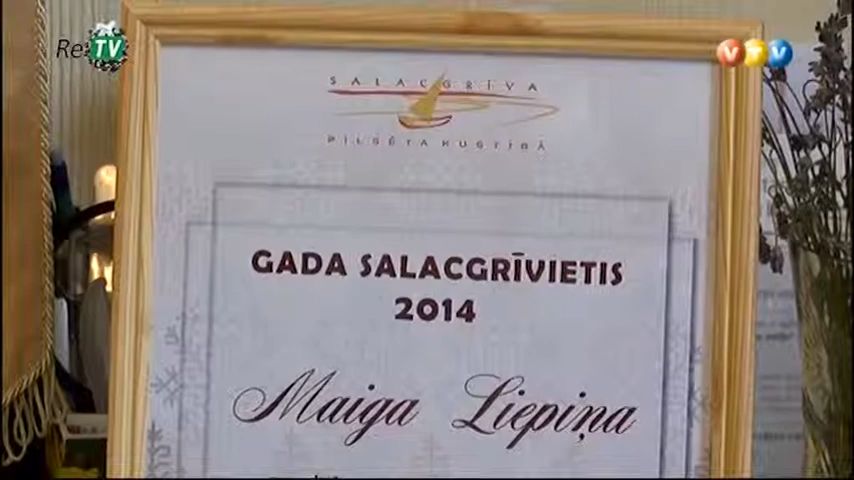 Re TV
VTV
SALACGRĪVA
PILSĒTA KUSTĪBĀ
GADA SALACGRĪVIETIS
2014
Maiga Liepiņa